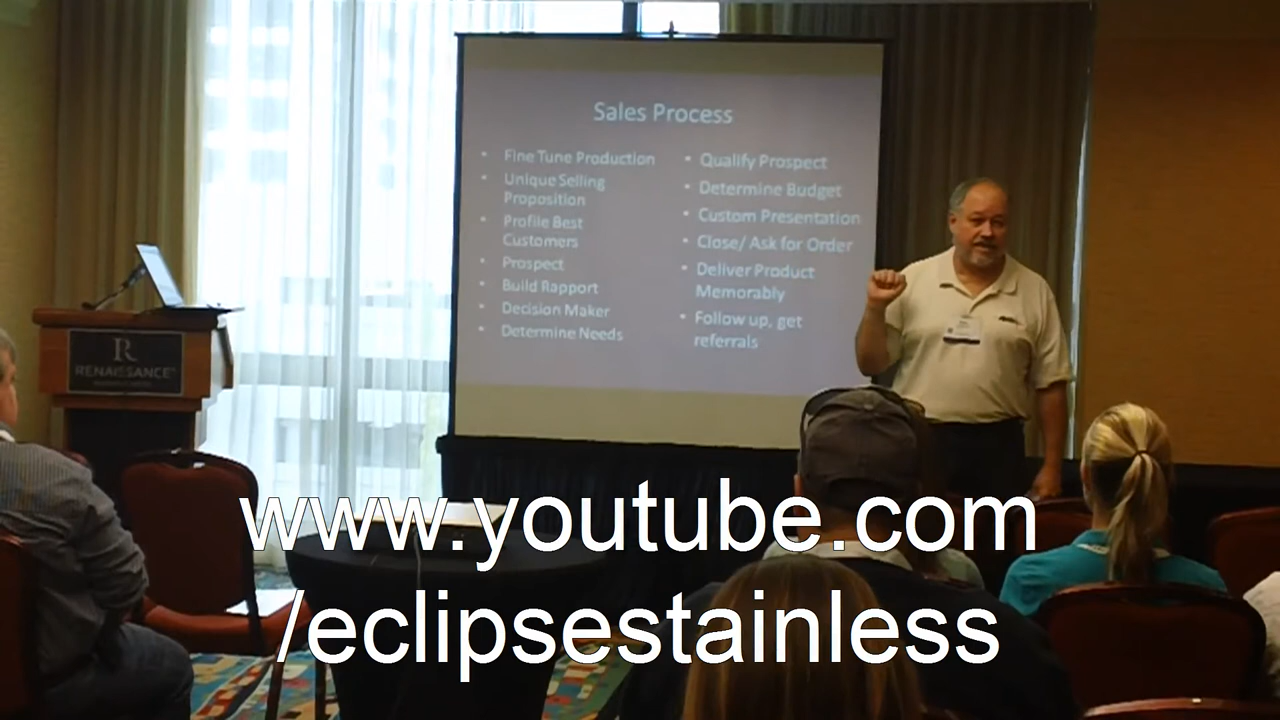 Sales Process
• Fine Tune Production
• Unique Selling
Proposition
• Profile Best
Customers
• Prospect
• Build Rapport
• Decision Maker
• Determine Needs
• Qualify Prospect
• Determine Budget
• Custom Presentation
• Close/ Ask for Order
• Deliver Product
Memorably
• Follow up, get
referrals
R
RENAISSANCE
www.youtube.com
/eclipsestainless